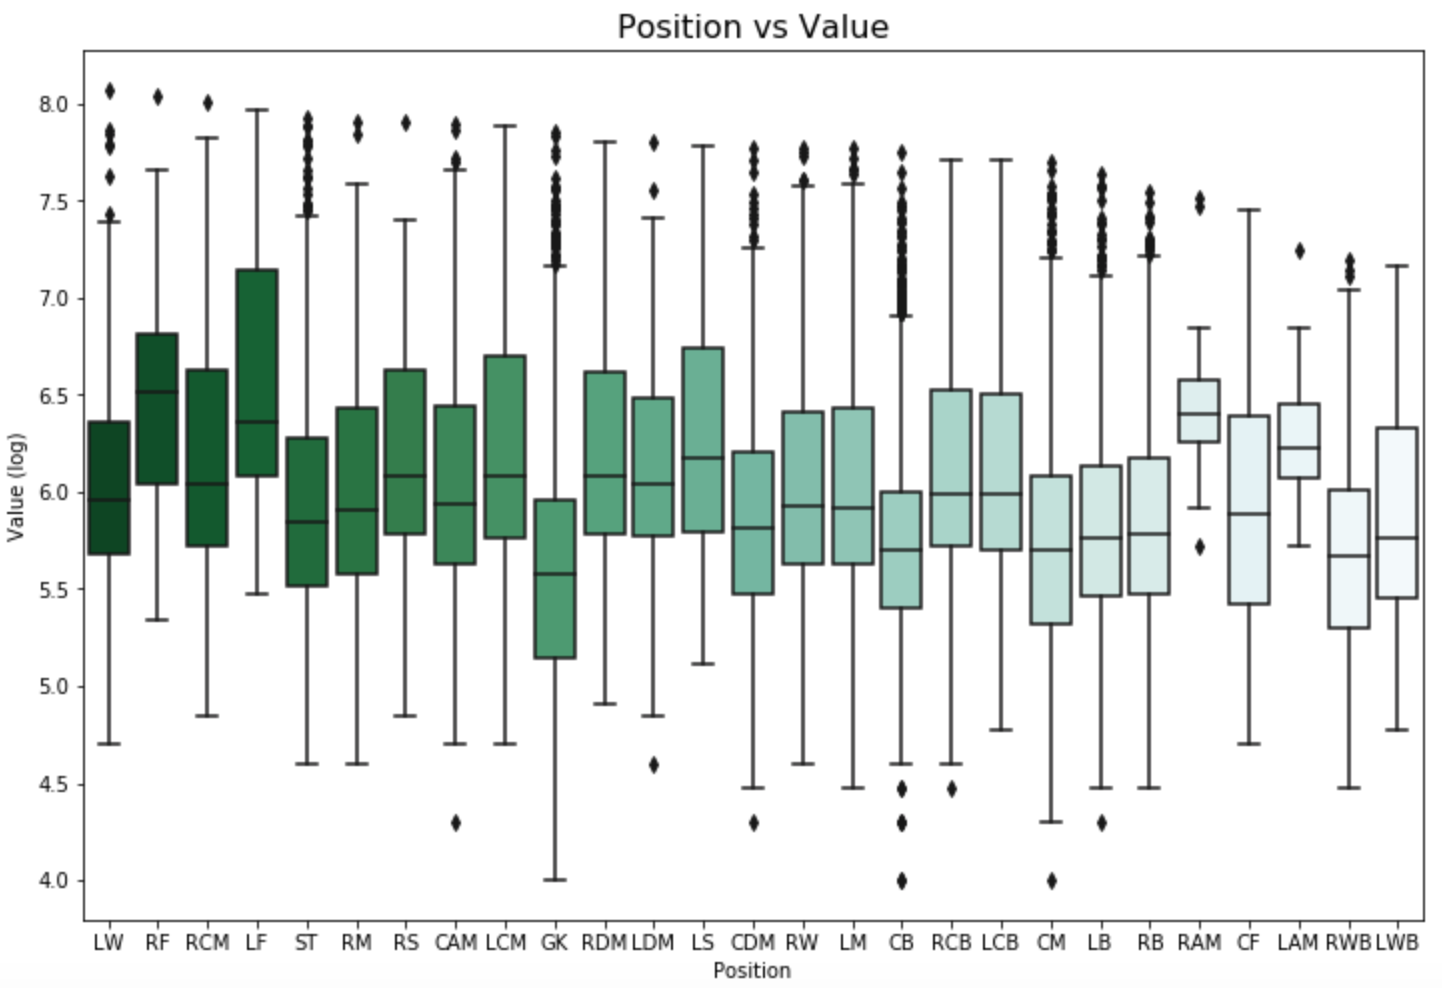 Position vs Value
Value (log)
8.0
7.5
7.0
6.5
6.0
5.5
5.0
4.5
4.0
LW RF RCM LF ST RM RS CAM LCM GK RDM LDM LS CDM RW LM CB RCB LCB CM LB RB RAM CF LAM RWB LWB
Position